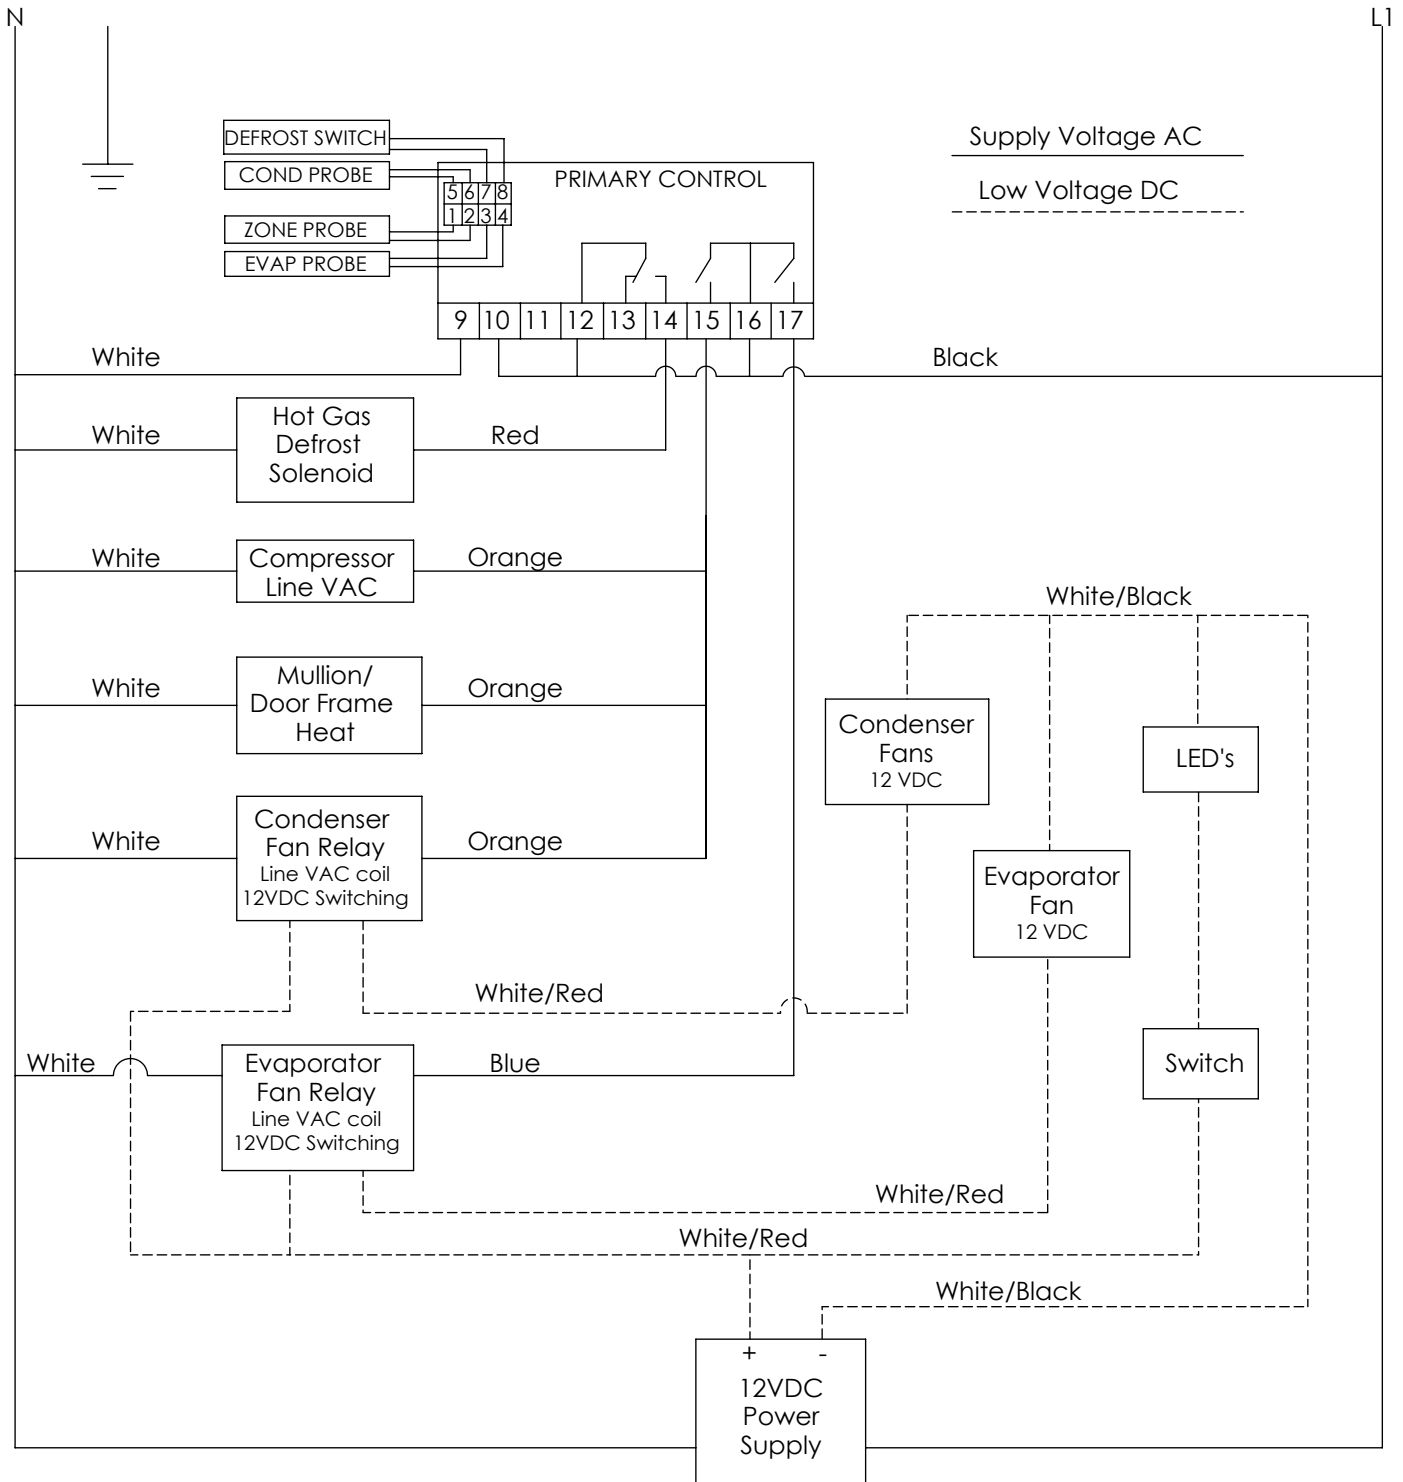 N
L1
DEFROST SWITCH
COND PROBE
ZONE PROBE
EVAP PROBE
5 6 7 8
1 2 3 4
PRIMARY CONTROL
Supply Voltage AC
Low Voltage DC
9 10 11 12 13 14 15 16 17
White
Black
White
Hot Gas
Defrost
Solenoid
Red
White
Compressor
Line VAC
Orange
White
Mullion/
Door Frame
Heat
Orange
White
Condenser
Fan Relay
Line VAC coil
12VDC Switching
Orange
White/Black
Condenser
Fans
12 VDC
LED's
Evaporator
Fan
12 VDC
White/Red
Switch
White
Evaporator
Fan Relay
Line VAC coil
12VDC Switching
Blue
White/Red
White/Red
White/Black
+ -
12VDC
Power
Supply